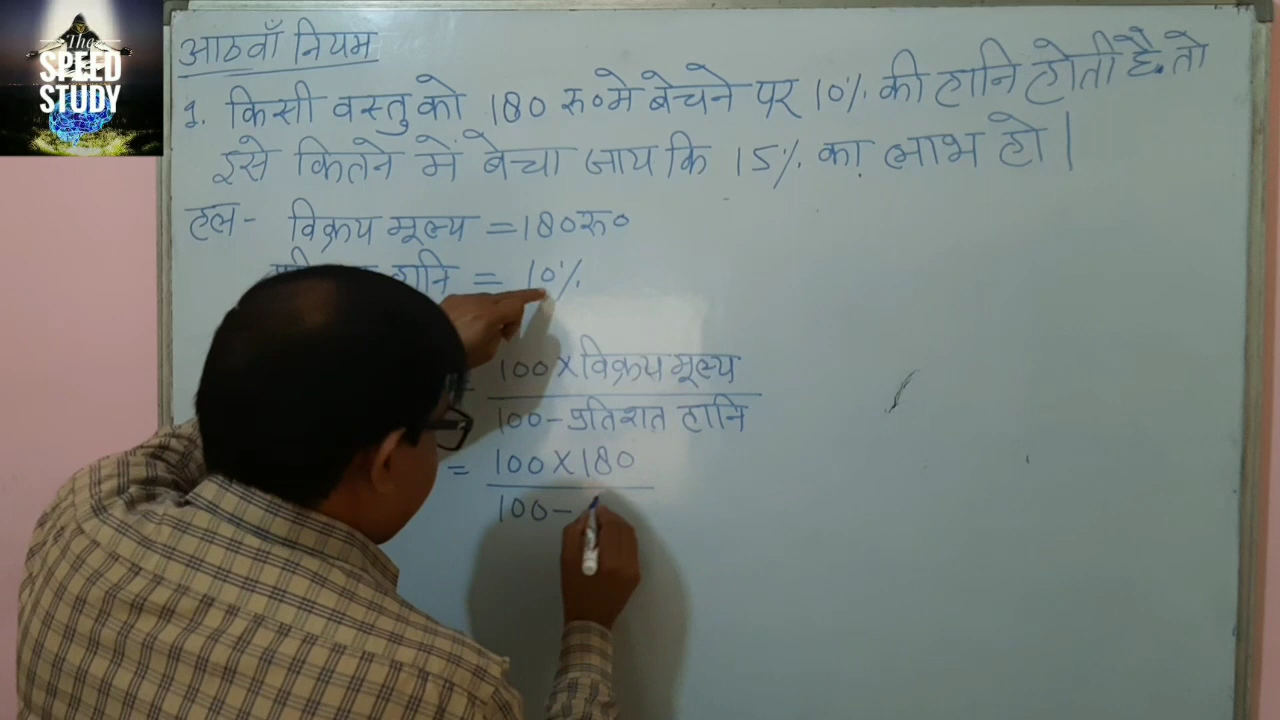 The
SPEED
STUDY
आठवाँ नियम
1. किसी वस्तु को 180 रु० मे बेचने पर 10% की हानि होती है. तो
इसे कितने में बेचा जाय कि 15% का लाभ हो |
हल- विक्रय मूल्य = 180 रु०
हानि = 10%
= 100 × विक्रय मूल्य
100 - प्रतिशत हानि
= 100 × 180
100 -